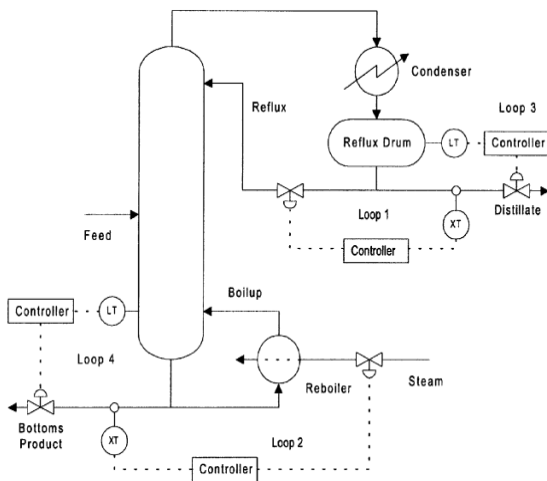 Condenser
Reflux
Loop 3
Reflux Drum
LT
Controller
Distillate
Loop 1
XT
Controller
Feed
Boilup
Controller
LT
Loop 4
Reboiler
Steam
Bottoms
Product
XT
Loop 2
Controller